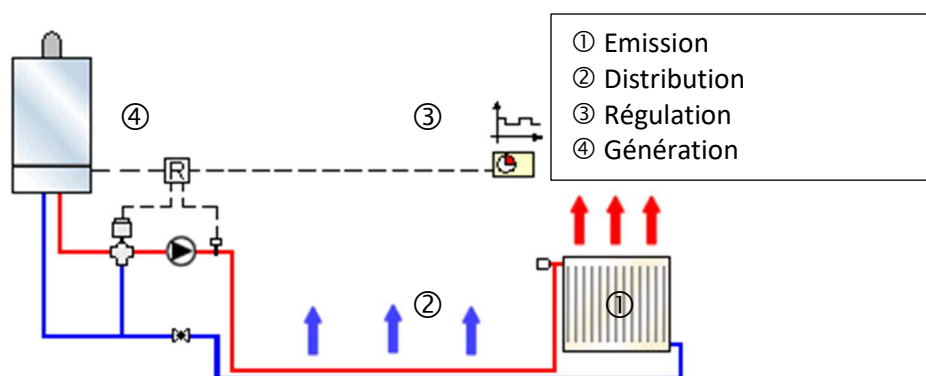 ① Emission
② Distribution
③ Régulation
④ Génération
④
③
R
②
①